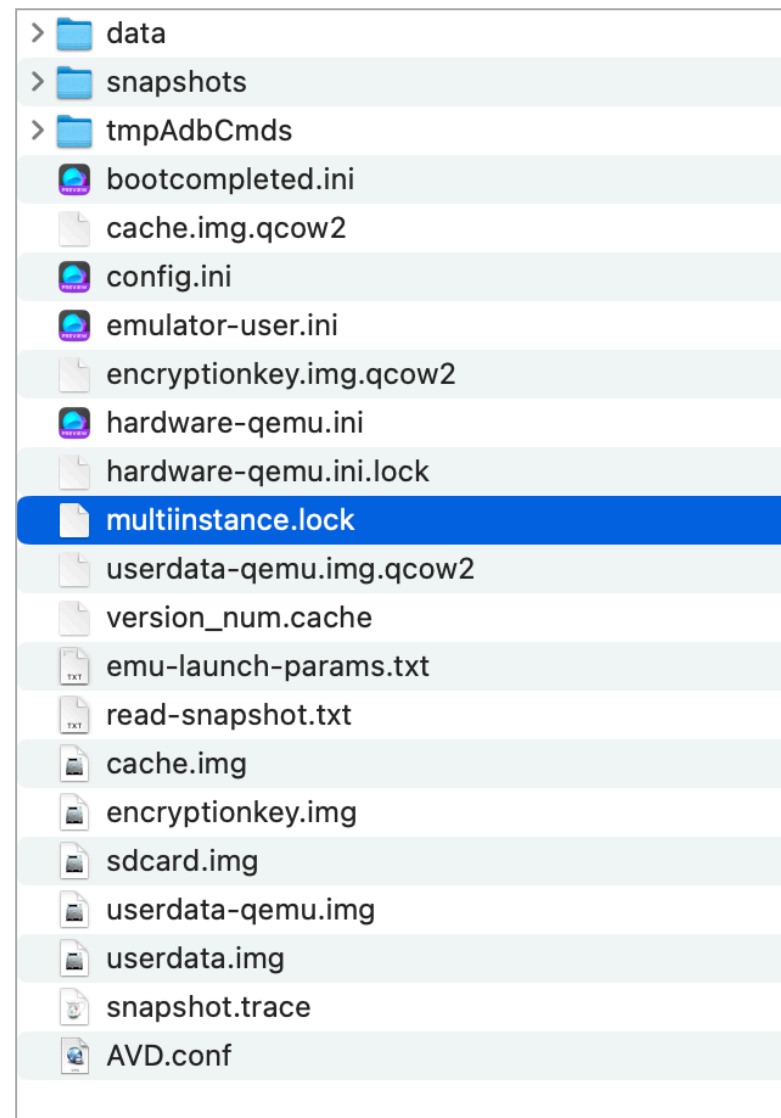 data
snapshots
tmpAdbCmds
bootcompleted.ini
cache.img.qcow2
config.ini
emulator-user.ini
encryptionkey.img.qcow2
hardware-qemu.ini
hardware-qemu.ini.lock
multiinstance.lock
userdata-qemu.img.qcow2
version_num.cache
emu-launch-params.txt
read-snapshot.txt
cache.img
encryptionkey.img
sdcard.img
userdata-qemu.img
userdata.img
snapshot.trace
AVD.conf